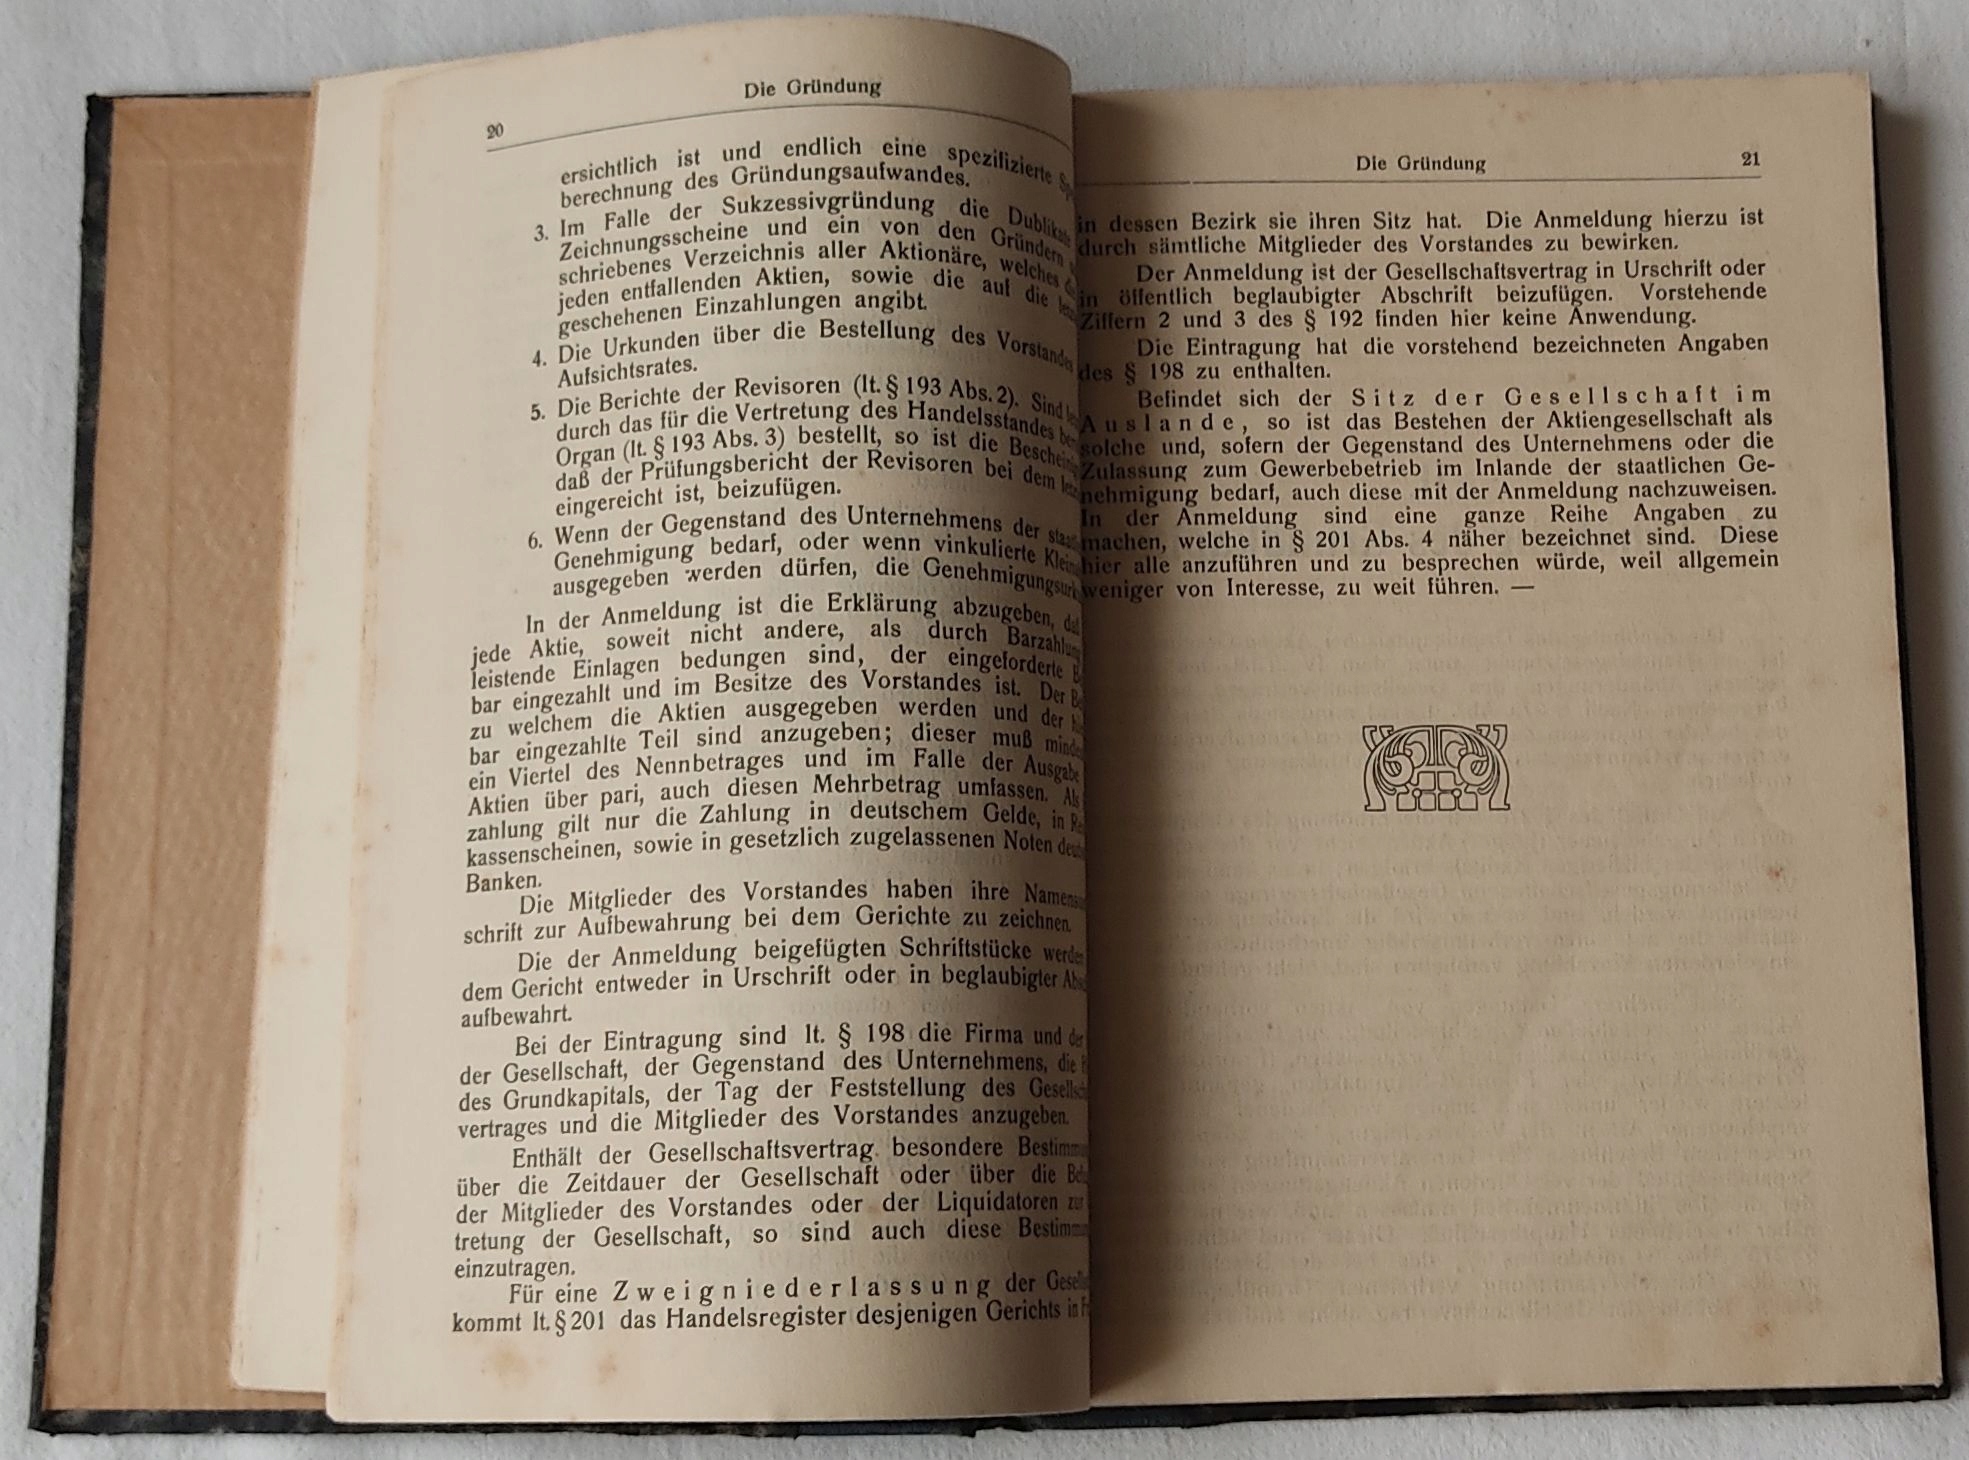 Die Gründung
20
ersichtlich ist und endlich eine spezifizierte
berechnung des Gründungsaufwandes.
3. Im Falle der Sukzessivgründung die Dublikate
Zeichnungsscheine und ein von den Gründern
schriebenes Verzeichnis aller Aktionäre, welches
jeden entfallenden Aktien, sowie die auf die
geschehenen Einzahlungen angibt.
4. Die Urkunden über die Bestellung des Vorstandes
Aufsichtsrates.
5. Die Berichte der Revisoren (lt. § 193 Abs. 2). Sind
durch das für die Vertretung des Handelsstandes
Organ (lt. § 193 Abs. 3) bestellt, so ist die
daß der Prüfungsbericht der Revisoren bei dem
eingereicht ist, beizufügen.
6. Wenn der Gegenstand des Unternehmens der
Genehmigung bedarf, oder wenn vinkulierte
ausgegeben werden dürfen, die
In der Anmeldung ist die Erklärung abzugeben,
jede Aktie, soweit nicht andere, als durch Barzahlung
leistende Einlagen bedungen sind, der eingeforderte
bar eingezahlt und im Besitze des Vorstandes ist. Der
zu welchem die Aktien ausgegeben werden und der
bar eingezahlte Teil sind anzugeben; dieser muß
ein Viertel des Nennbetrages und im Falle der Ausgabe
Aktien über pari, auch diesen Mehrbetrag umfassen. Als
zahlung gilt nur die Zahlung in deutschem Gelde, in
kassenscheinen, sowie in gesetzlich zugelassenen Noten
Banken.
Die Mitglieder des Vorstandes haben ihre
schrift zur Aufbewahrung bei dem Gerichte zu zeichnen.
Die der Anmeldung beigefügten Schriftstücke
dem Gericht entweder in Urschrift oder in beglaubigter
aufbewahrt.
Bei der Eintragung sind lt. § 198 die Firma und der
der Gesellschaft, der Gegenstand des Unternehmens, die
des Grundkapitals, der Tag der Feststellung des
vertrages und die Mitglieder des Vorstandes anzugeben.
Enthält der Gesellschaftsvertrag besondere
über die Zeitdauer der Gesellschaft oder über die
der Mitglieder des Vorstandes oder der Liquidatoren
tretung der Gesellschaft, so sind auch diese
einzutragen.
Für eine Zweigniederlassung der
kommt lt. § 201 das Handelsregister desjenigen Gerichts in
Die Gründung 21
in dessen Bezirk sie ihren Sitz hat. Die Anmeldung hierzu ist
durch sämtliche Mitglieder des Vorstandes zu bewirken.
Der Anmeldung ist der Gesellschaftsvertrag in Urschrift oder
in öffentlich beglaubigter Abschrift beizufügen. Vorstehende
Ziffern 2 und 3 des § 192 finden hier keine Anwendung.
Die Eintragung hat die vorstehend bezeichneten Angaben
des § 198 zu enthalten.
Befindet sich der Sitz der Gesellschaft im
Auslande, so ist das Bestehen der Aktiengesellschaft als
solche und, sofern der Gegenstand des Unternehmens oder die
Zulassung zum Gewerbebetrieb im Inlande der staatlichen Ge-
nehmigung bedarf, auch diese mit der Anmeldung nachzuweisen.
In der Anmeldung sind eine ganze Reihe Angaben zu
machen, welche in § 201 Abs. 4 näher bezeichnet sind. Diese
hier alle anzuführen und zu besprechen würde, weil allgemein
weniger von Interesse, zu weit führen. —